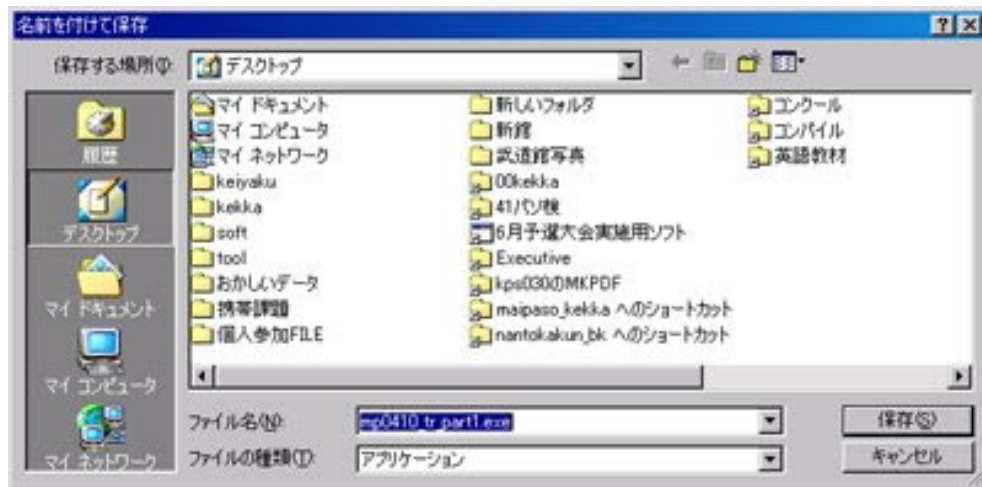 名前を付けて保存
保存する場所(I):
デスクトップ
履歴
デスクトップ
マイ ドキュメント
マイ コンピュータ
マイ ネットワーク
マイ ドキュメント
マイ コンピュータ
マイ ネットワーク
keiyaku
kekka
soft
tool
おかしいデータ
携帯課題
個人参加FILE
新しいフォルダ
新館
武道館写真
00kekka
41パソ検
6月予選大会実施用ソフト
Executive
kps030のMKPDF
maipaso_kekka へのショートカット
nantokakun_bk へのショートカット
コンクール
コンパイル
英語教材
ファイル名(N):
mp0410_tr_part1.exe
保存(S)
ファイルの種類(T):
アプリケーション
キャンセル